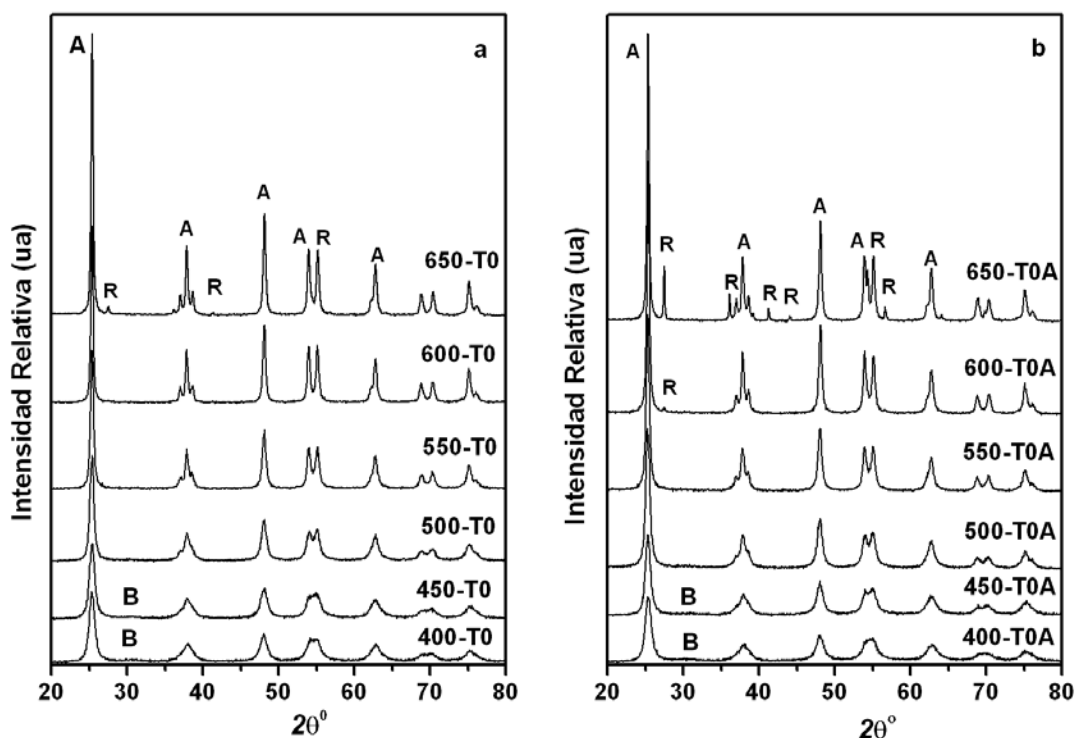 a
A
A
A
A
R
A
R
R
650-T0
600-T0
550-T0
500-T0
B
450-T0
B
400-T0
Intensidad Relativa (ua)
20 30 40 50 60 70 80
2θ⁰
b
A
A
A
R
R
A
A
R
R
R
R
650-T0A
R
600-T0A
550-T0A
500-T0A
B
450-T0A
B
400-T0A
Intensidad Relativa (ua)
20 30 40 50 60 70 80
2θ°